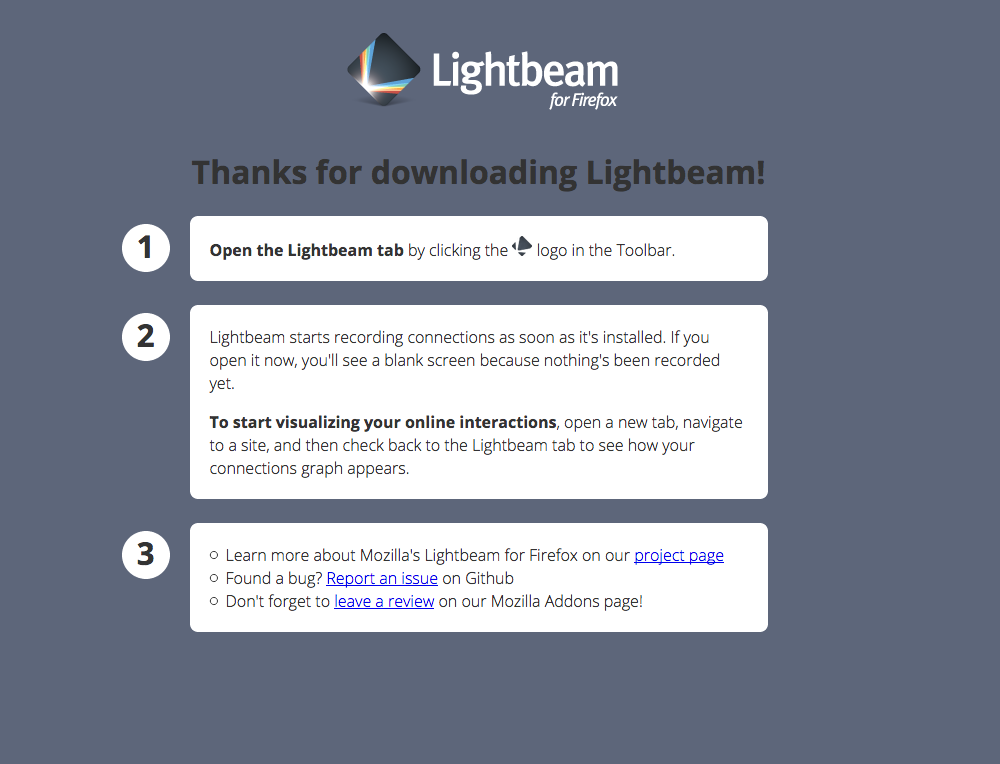 Lightbeam
for Firefox
Thanks for downloading Lightbeam!
1
Open the Lightbeam tab by clicking the logo in the Toolbar.
2
Lightbeam starts recording connections as soon as it's installed. If you
open it now, you'll see a blank screen because nothing's been recorded
yet.
To start visualizing your online interactions, open a new tab, navigate
to a site, and then check back to the Lightbeam tab to see how your
connections graph appears.
3
Learn more about Mozilla's Lightbeam for Firefox on our project page
Found a bug? Report an issue on Github
Don't forget to leave a review on our Mozilla Addons page!